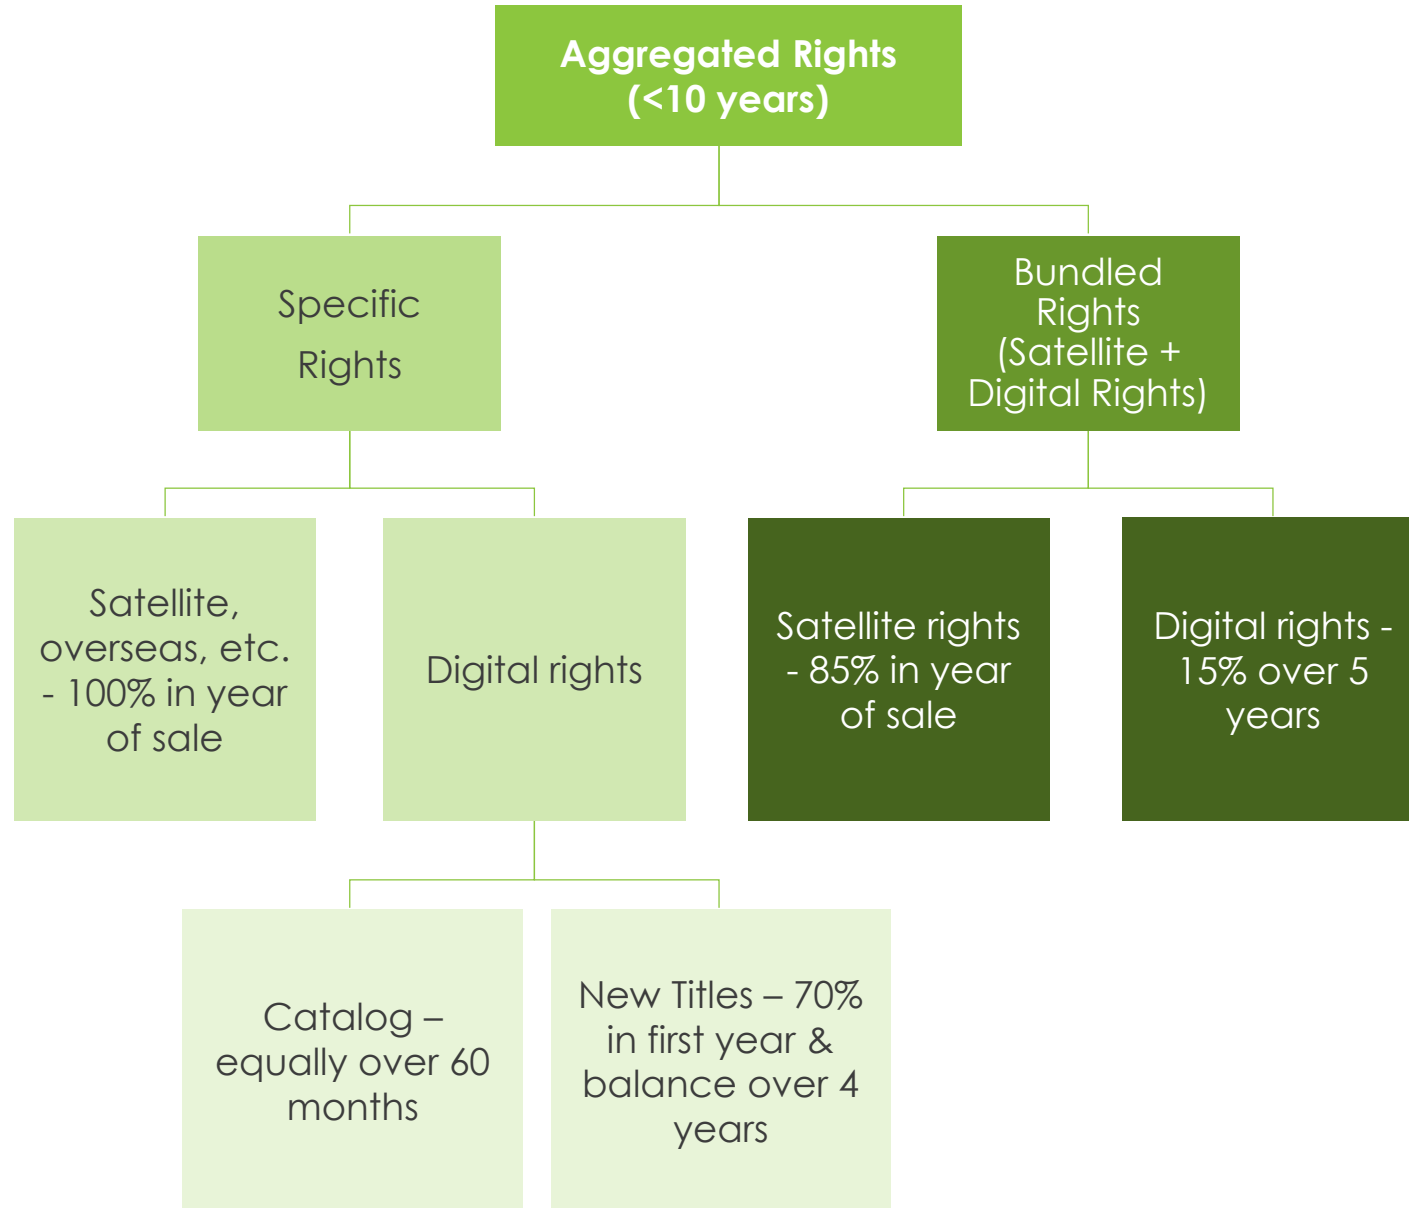 Aggregated Rights
(<10 years)
Specific
Rights
Bundled
Rights
(Satellite +
Digital Rights)
Satellite,
overseas, etc.
- 100% in year
of sale
Digital rights
Satellite rights
- 85% in year
of sale
Digital rights -
15% over 5
years
Catalog –
equally over 60
months
New Titles – 70%
in first year &
balance over 4
years